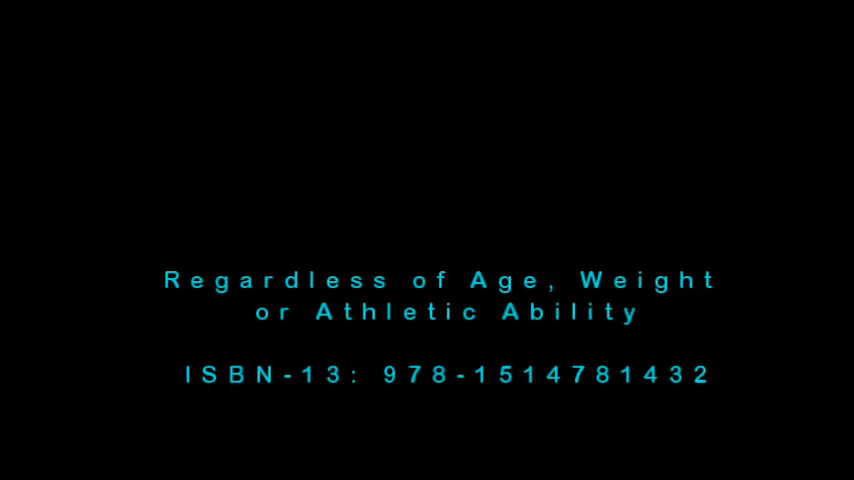 Regardless of Age, Weight
or Athletic Ability
ISBN-13: 978-1514781432